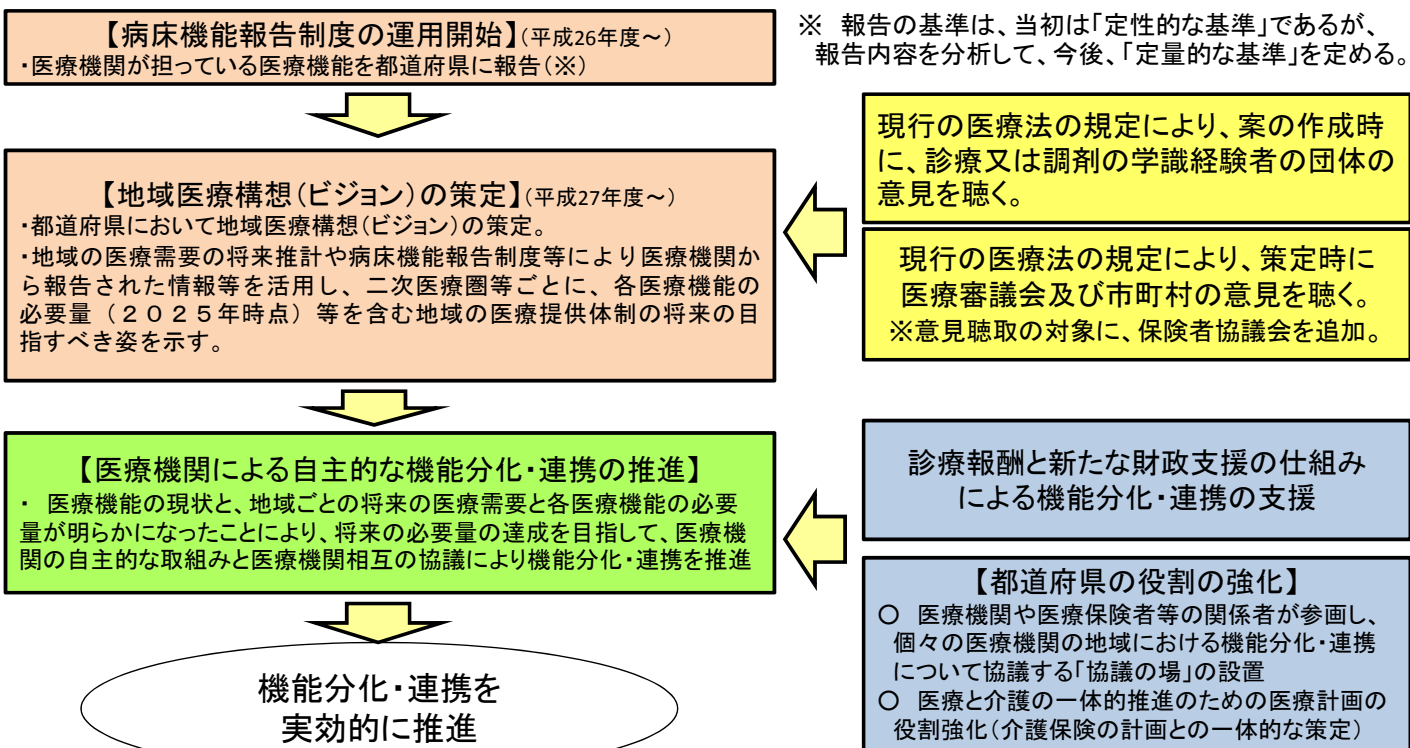 【病床機能報告制度の運用開始】(平成26年度～)
・医療機関が担っている医療機能を都道府県に報告(※)
※ 報告の基準は、当初は「定性的な基準」であるが、
報告内容を分析して、今後、「定量的な基準」を定める。
【地域医療構想(ビジョン)の策定】(平成27年度～)
・都道府県において地域医療構想(ビジョン)の策定。
・地域の医療需要の将来推計や病床機能報告制度等により医療機関か
ら報告された情報等を活用し、二次医療圏等ごとに、各医療機能の
必要量(2025年時点)等を含む地域の医療提供体制の将来の目
指すべき姿を示す。
現行の医療法の規定により、案の作成時
に、診療又は調剤の学識経験者の団体の
意見を聴く。
現行の医療法の規定により、策定時に
医療審議会及び市町村の意見を聴く。
※意見聴取の対象に、保険者協議会を追加。
【医療機関による自主的な機能分化・連携の推進】
・ 医療機能の現状と、地域ごとの将来の医療需要と各医療機能の必要
量が明らかになったことにより、将来の必要量の達成を目指して、医療機
関の自主的な取組みと医療機関相互の協議により機能分化・連携を推進
診療報酬と新たな財政支援の仕組み
による機能分化・連携の支援
【都道府県の役割の強化】
○ 医療機関や医療保険者等の関係者が参画し、
個々の医療機関の地域における機能分化・連携
について協議する「協議の場」の設置
○ 医療と介護の一体的推進のための医療計画の
役割強化(介護保険の計画との一体的な策定)
機能分化・連携を
実効的に推進